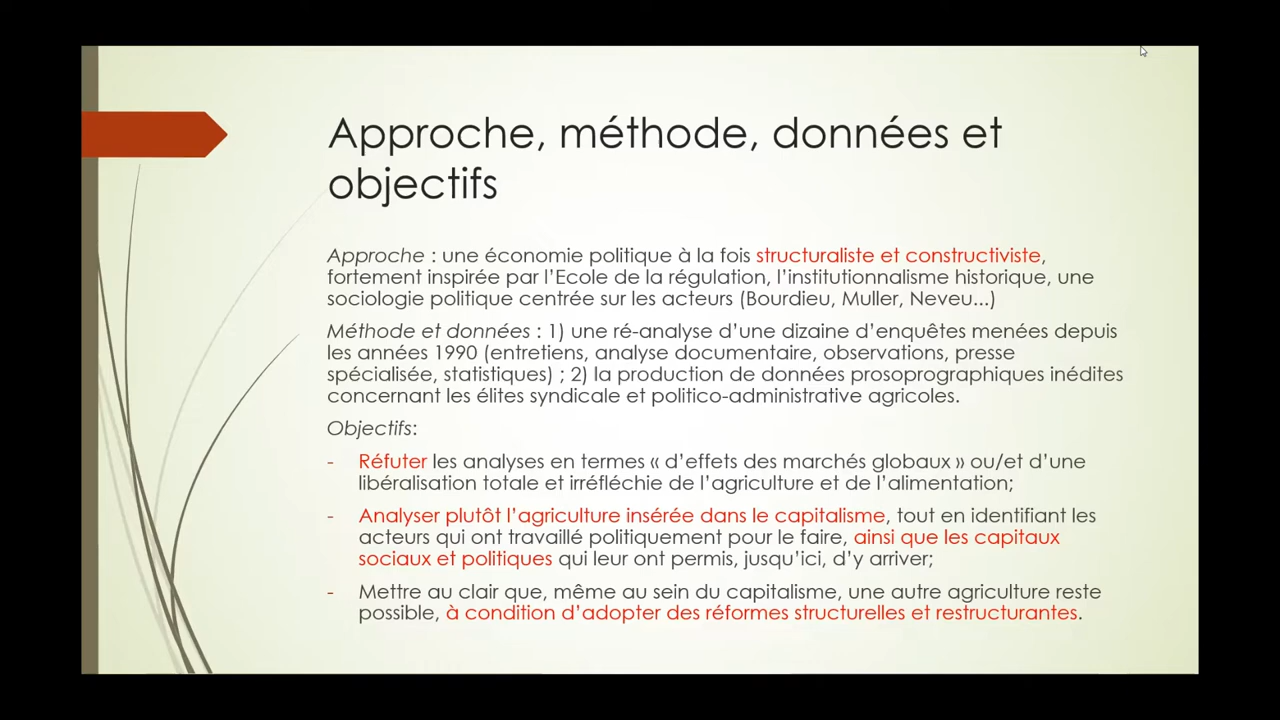 Approche, méthode, données et
objectifs
Approche : une économie politique à la fois structuraliste et constructiviste,
fortement inspirée par l'Ecole de la régulation, l'institutionnalisme historique, une
sociologie politique centrée sur les acteurs (Bourdieu, Muller, Neveu...)
Méthode et données : 1) une ré-analyse d'une dizaine d'enquêtes menées depuis
les années 1990 (entretiens, analyse documentaire, observations, presse
spécialisée, statistiques) ; 2) la production de données prosoprographiques inédites
concernant les élites syndicale et politico-administrative agricoles.
Objectifs:
- Réfuter les analyses en termes « d'effets des marchés globaux » ou/et d'une
libéralisation totale et irréfléchie de l'agriculture et de l'alimentation;
- Analyser plutôt l'agriculture insérée dans le capitalisme, tout en identifiant les
acteurs qui ont travaillé politiquement pour le faire, ainsi que les capitaux
sociaux et politiques qui leur ont permis, jusqu'ici, d'y arriver;
- Mettre au clair que, même au sein du capitalisme, une autre agriculture reste
possible, à condition d'adopter des réformes structurelles et restructurantes.